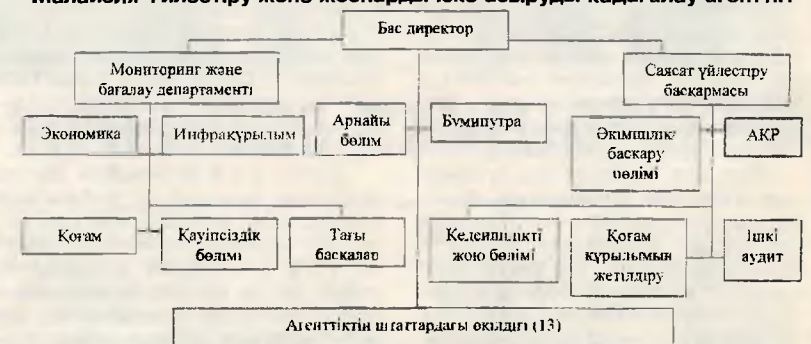 Малайзия Үйлестіру және жоспарды іске асыруды қадағалау агенттігі
Бас директор
Мониторинг және
бағалау департаменті
Саясат үйлестіру
басқармасы
Экономика
Инфрақұрылым
Арнайы
бөлім
Бумипутра
Әкімшілік
басқару
бөлімі
АКР
Қоғам
Қауіпсіздік
бөлімі
Тағы
басқалар
Кедейшілікті
жою бөлімі
Қоғам
құрылымын
жетілдіру
Ішкі
аудит
Агенттіктің штаттардағы өкілдігі (13)